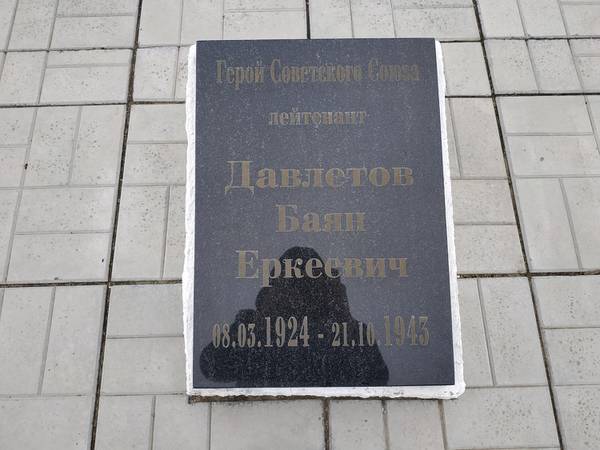 Герой Советского Союза
лейтенант
Давлетов
Баян
Еркеевич
08.03.1924 - 21.10.1943